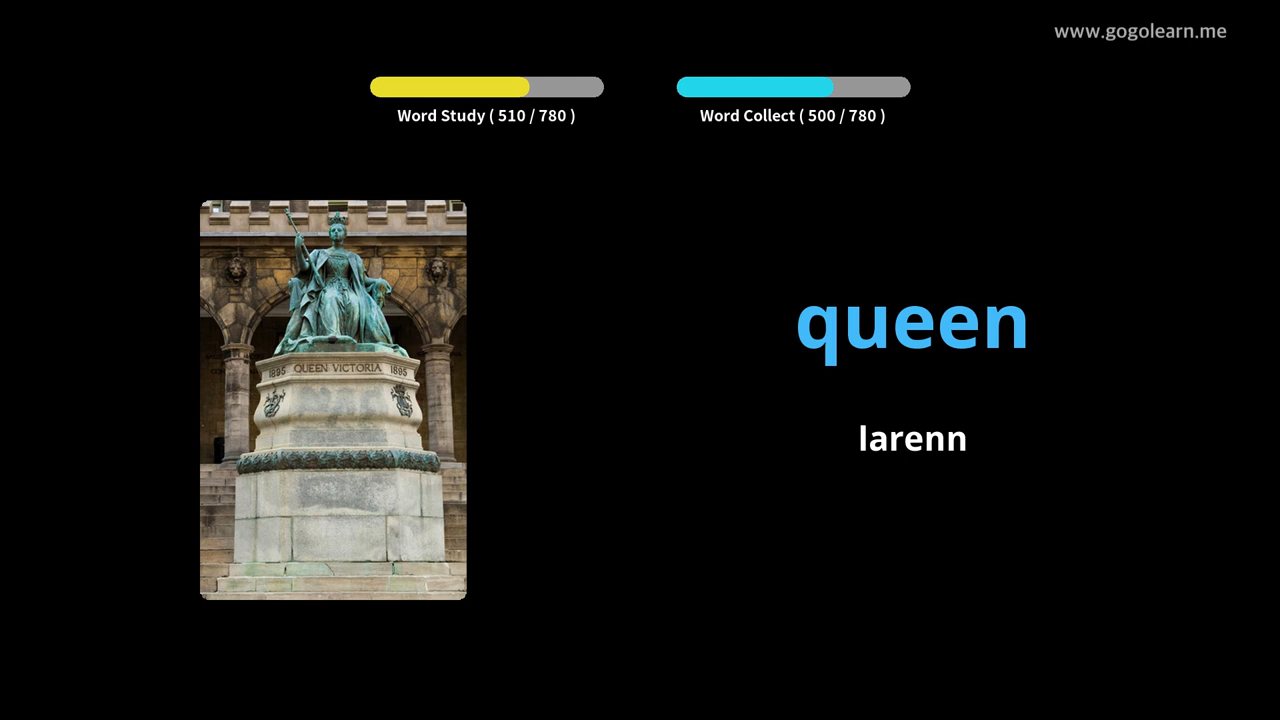 www.gogolearn.me
Word Study ( 510 / 780 )
Word Collect ( 500 / 780 )
1895 QUEEN VICTORIA 1895
queen
larenn